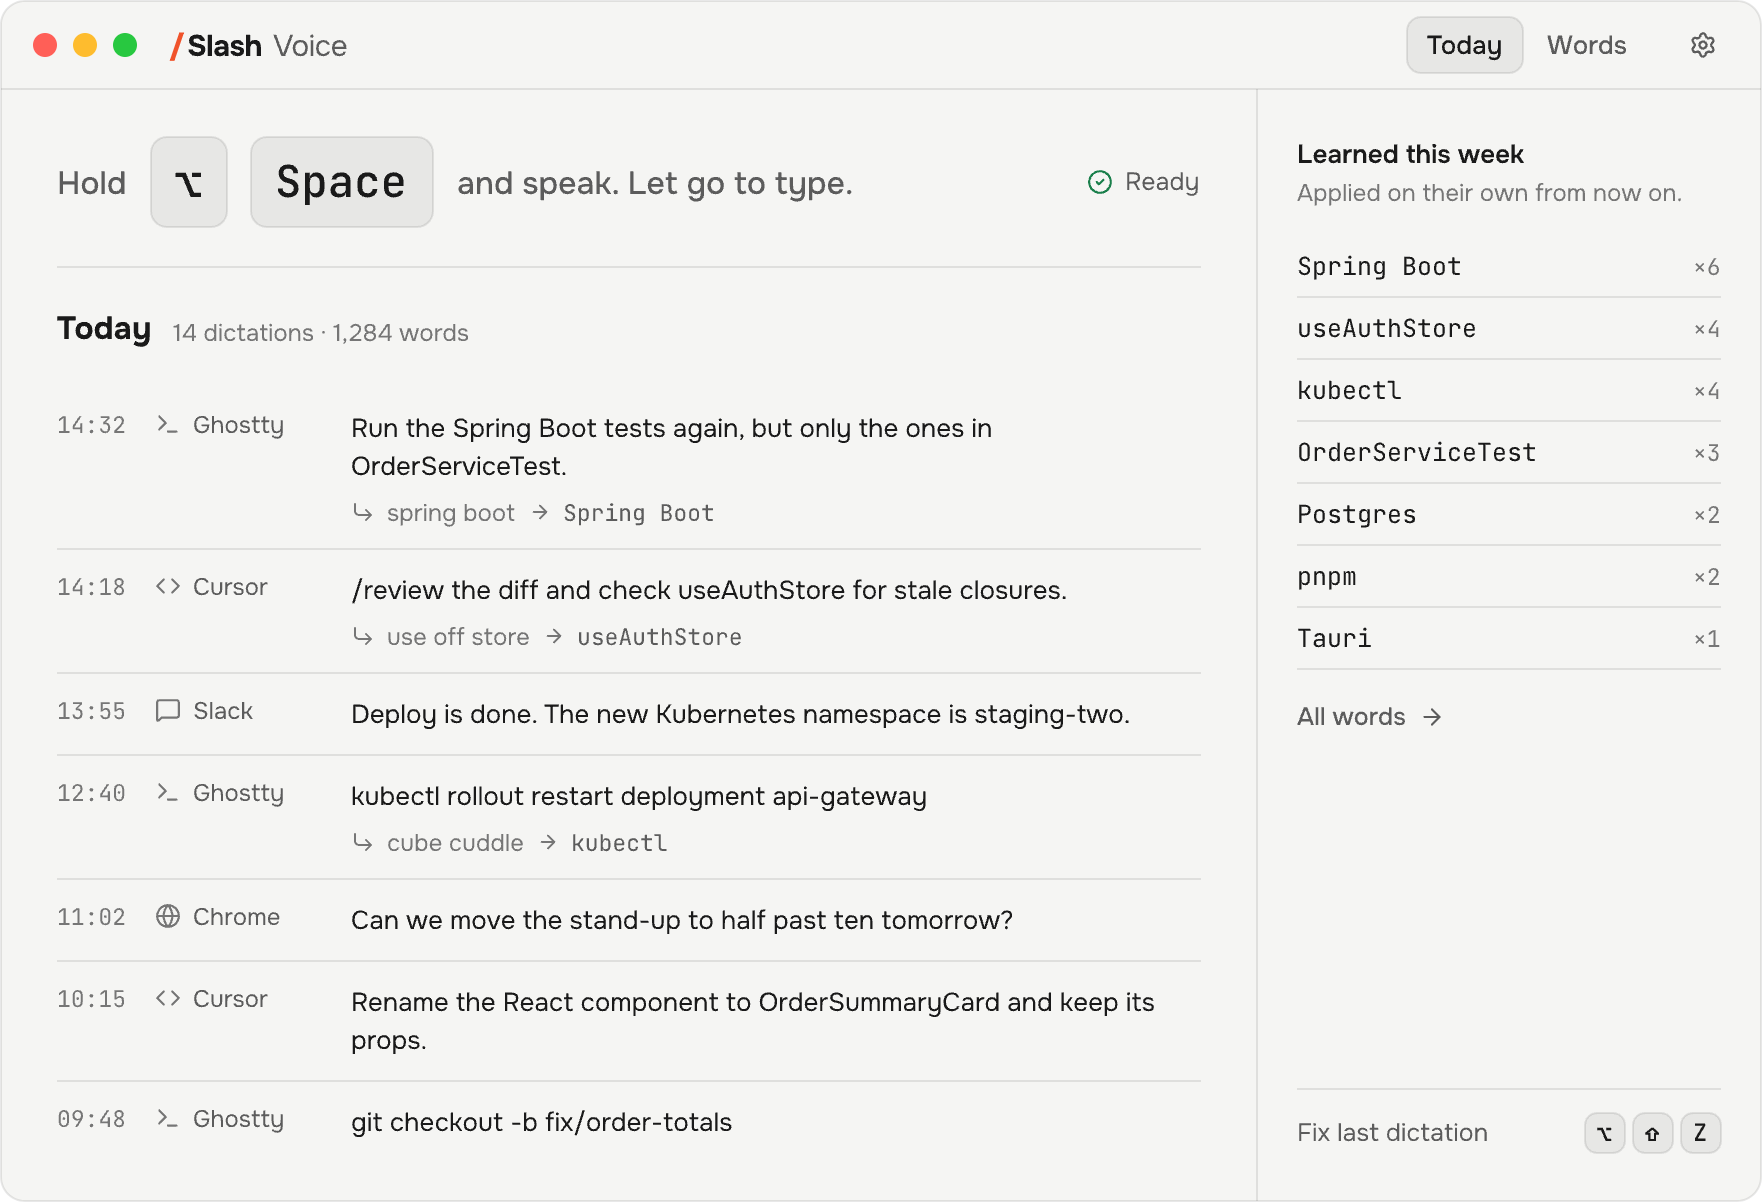 /Slash Voice
Today Words
Hold ⌥ Space and speak. Let go to type.
Ready
Today 14 dictations · 1,284 words
14:32 Ghostty Run the Spring Boot tests again, but only the ones in
OrderServiceTest.
↳ spring boot → Spring Boot
14:18 Cursor /review the diff and check useAuthStore for stale closures.
↳ use off store → useAuthStore
13:55 Slack Deploy is done. The new Kubernetes namespace is staging-two.
12:40 Ghostty kubectl rollout restart deployment api-gateway
↳ cube cuddle → kubectl
11:02 Chrome Can we move the stand-up to half past ten tomorrow?
10:15 Cursor Rename the React component to OrderSummaryCard and keep its
props.
09:48 Ghostty git checkout -b fix/order-totals
Learned this week
Applied on their own from now on.
Spring Boot ×6
useAuthStore ×4
kubectl ×4
OrderServiceTest ×3
Postgres ×2
pnpm ×2
Tauri ×1
All words →
Fix last dictation ⌥ ⇧ Z